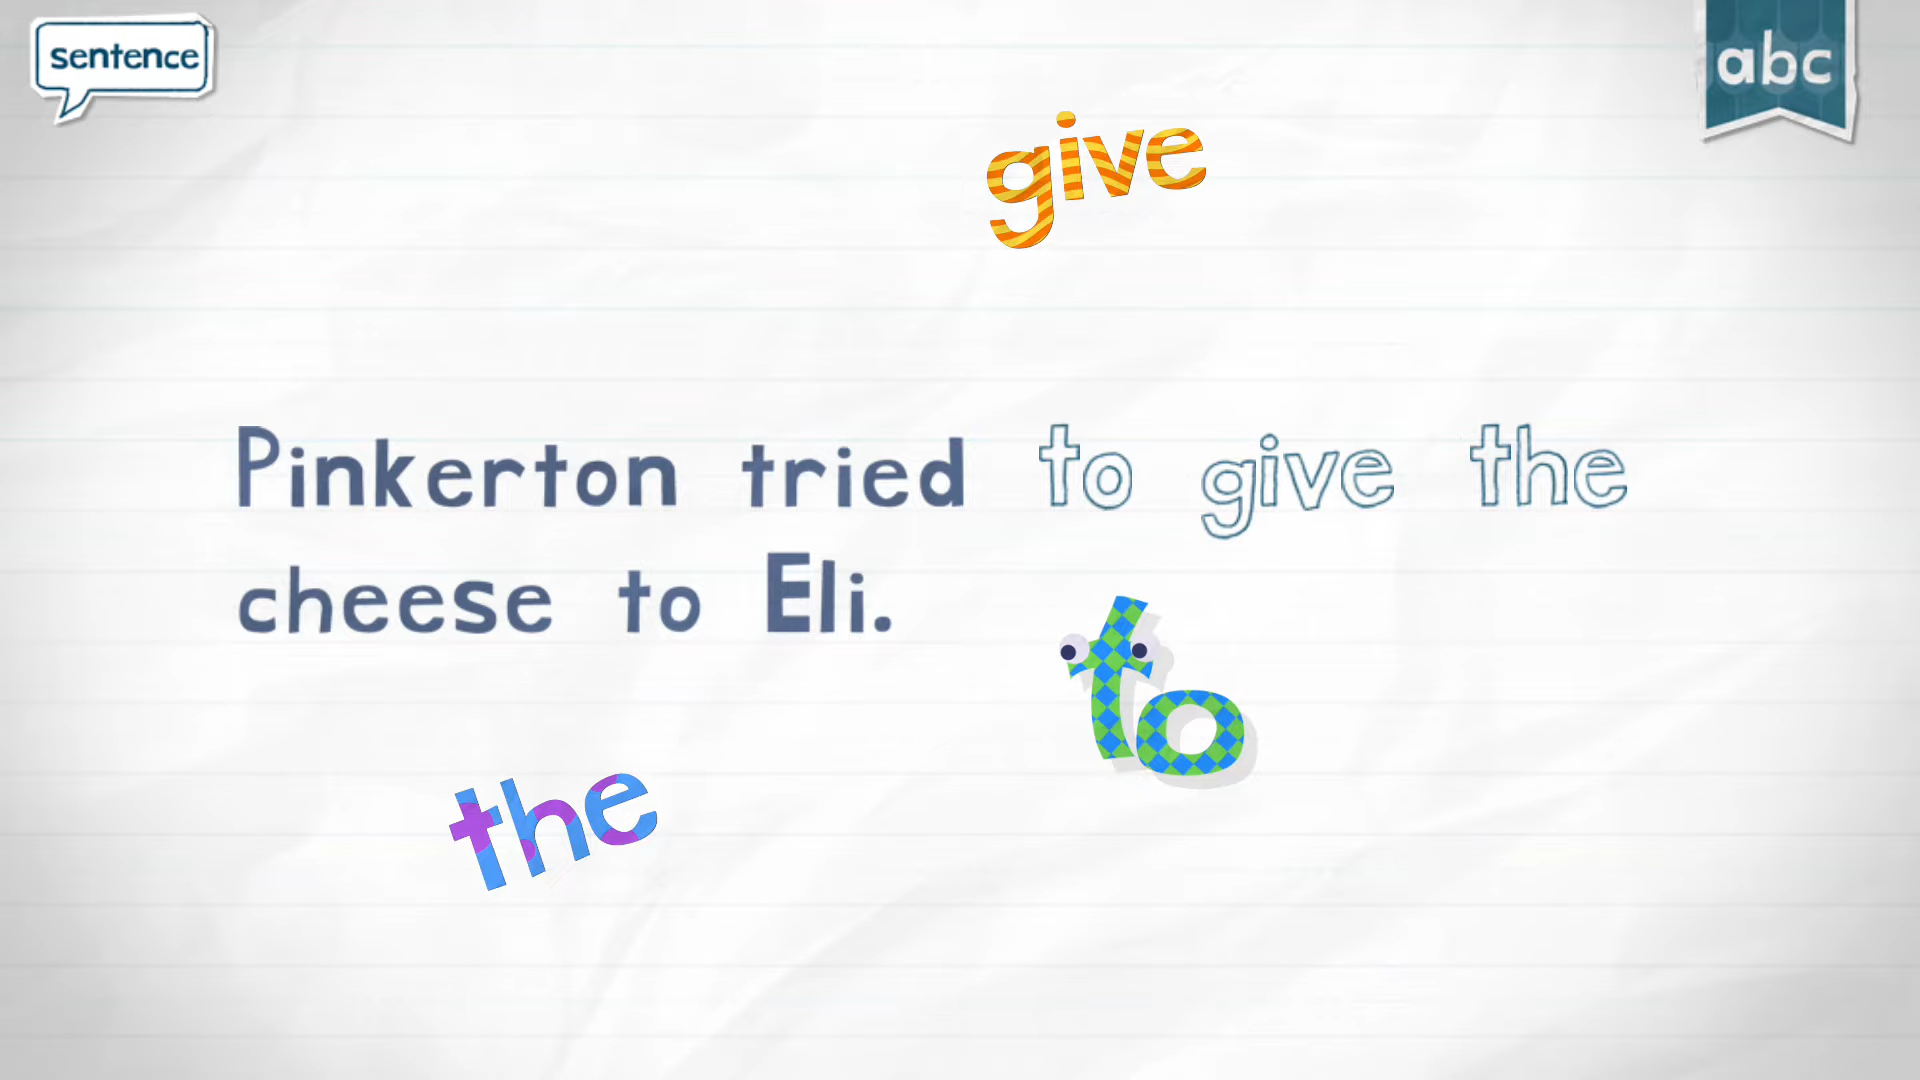 sentence
abc
give
Pinkerton tried to give the
cheese to Eli.
to
the